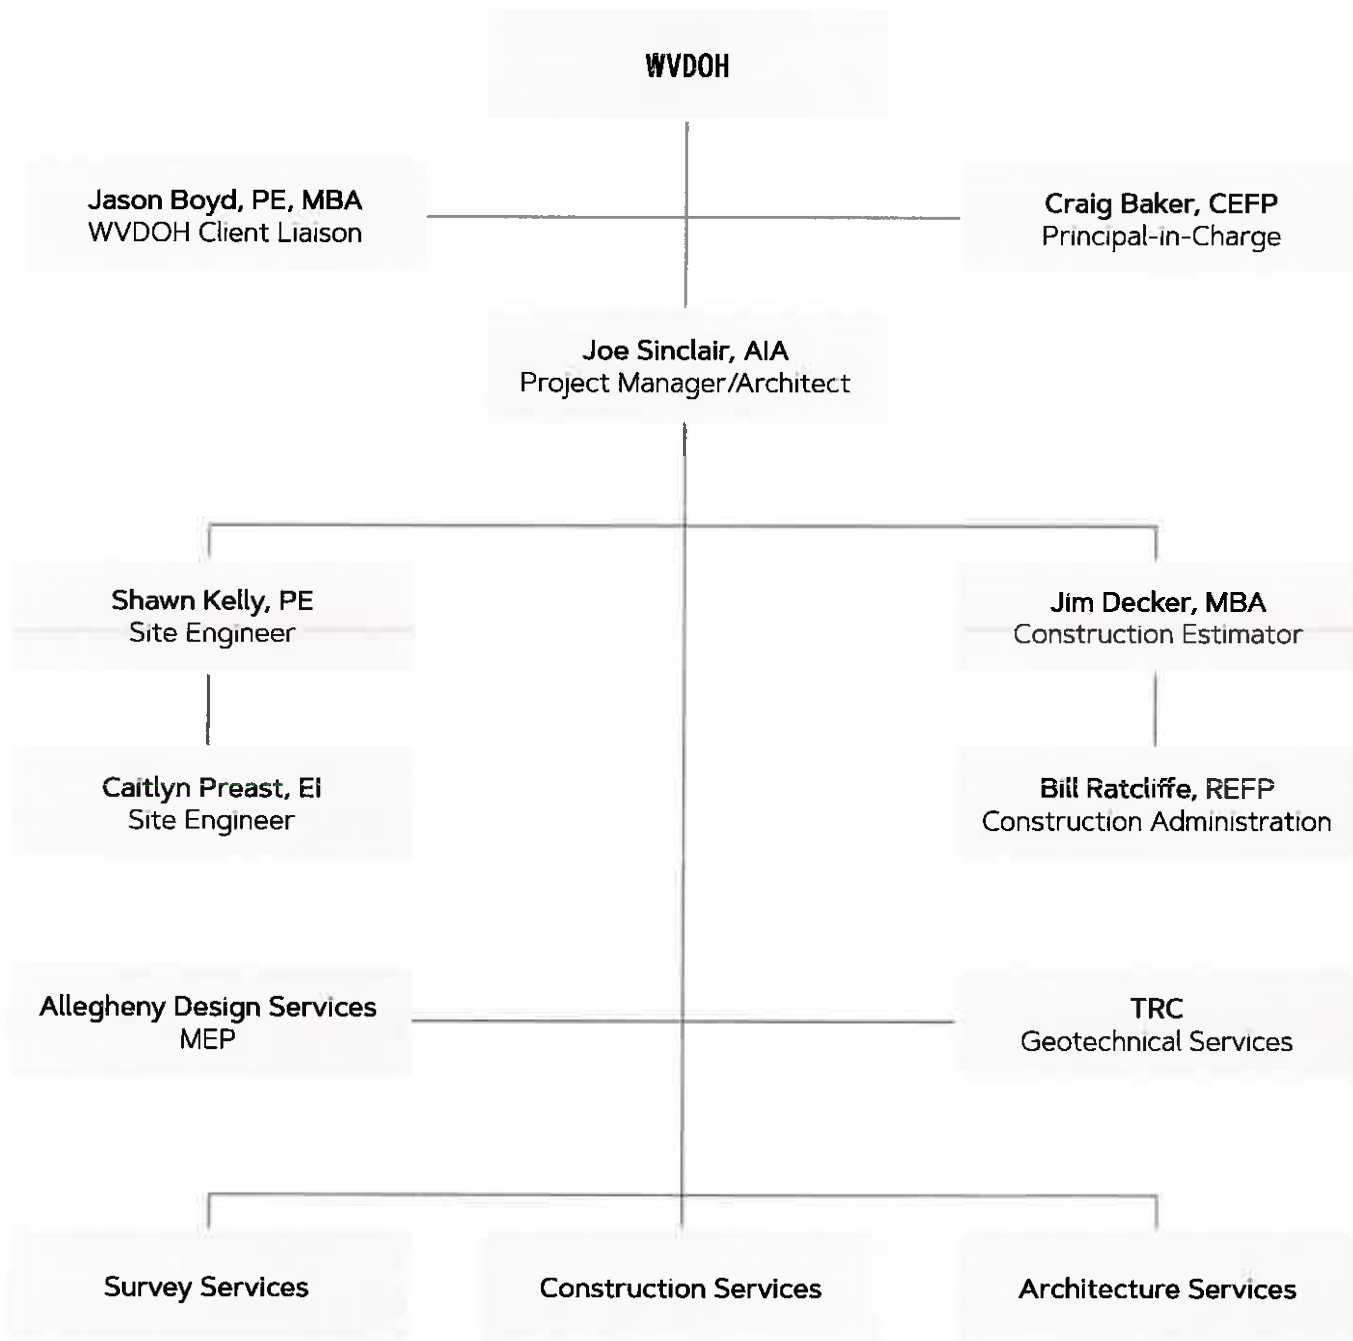 WVDOH
Jason Boyd, PE, MBA
WVDOH Client Liaison
Craig Baker, CEFP
Principal-in-Charge
Joe Sinclair, AIA
Project Manager/Architect
Shawn Kelly, PE
Site Engineer
Jim Decker, MBA
Construction Estimator
Caitlyn Preast, EI
Site Engineer
Bill Ratcliffe, REFP
Construction Administration
Allegheny Design Services
MEP
TRC
Geotechnical Services
Survey Services
Construction Services
Architecture Services